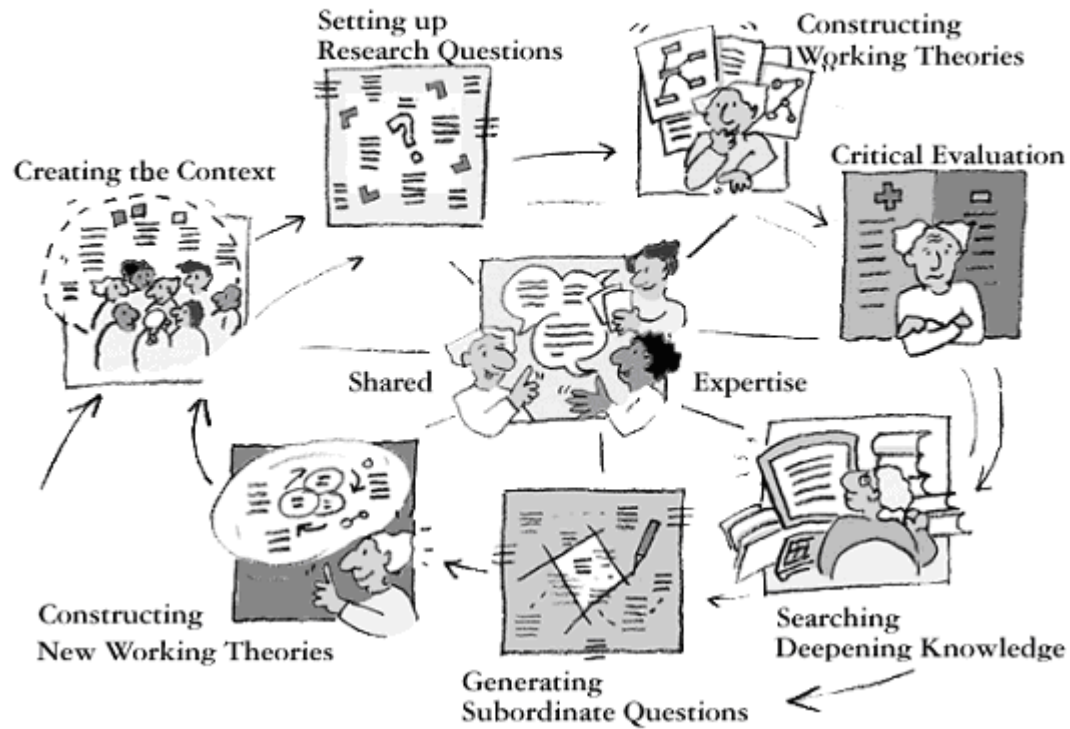 Setting up
Research Questions
Constructing
Working Theories
Creating the Context
Critical Evaluation
Shared
Expertise
Constructing
New Working Theories
Searching
Deepening Knowledge
Generating
Subordinate Questions